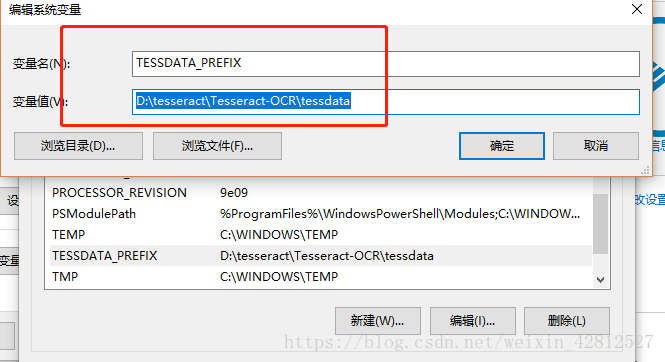 编辑系统变量
变量名(N):
TESSDATA_PREFIX
变量值(V):
D:\tesseract\Tesseract-OCR\tessdata
浏览目录(D)...
浏览文件(F)...
确定
取消
信息
设
PROCESSOR_REVISION 9e09
改设置
PSModulePath %ProgramFiles%\WindowsPowerShell\Modules;C:\WINDOW...
TEMP C:\WINDOWS\TEMP
变量
TESSDATA_PREFIX D:\tesseract\Tesseract-OCR\tessdata
TMP C:\WINDOWS\TEMP
新建(W)...
编辑(I)...
删除(L)
https://blog.csdn.net/weixin_42812527